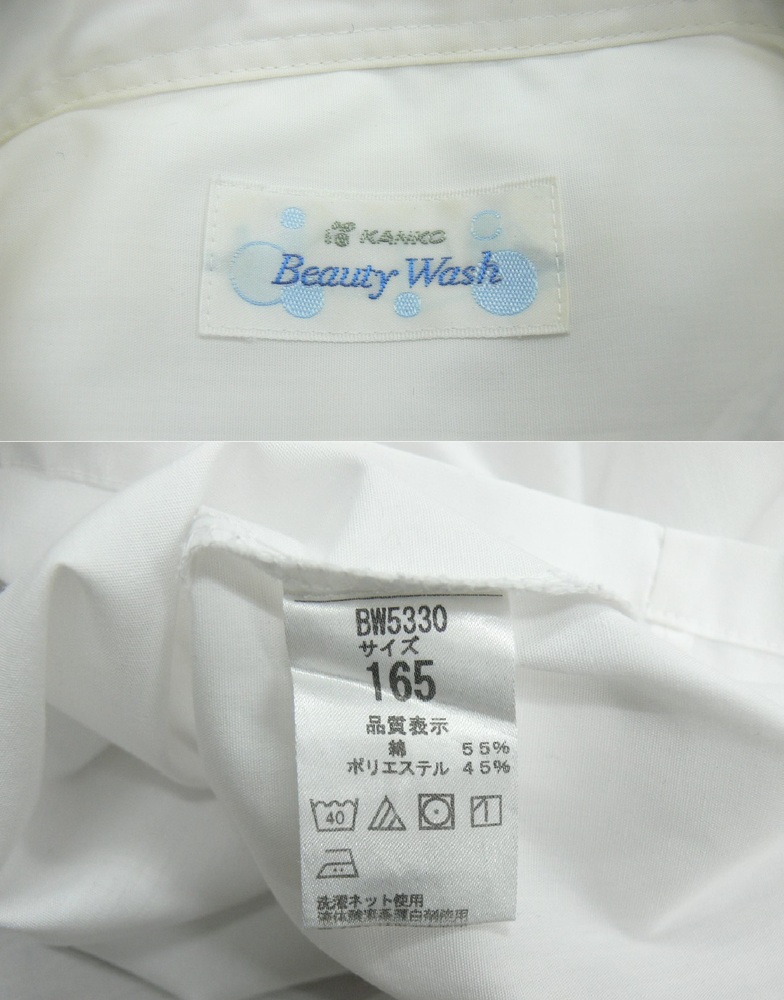 KANKO
Beauty Wash
BW5330
サイズ
165
品質表示
綿 55%
ポリエステル 45%
40
洗濯ネット使用
液体酸素系漂白剤使用